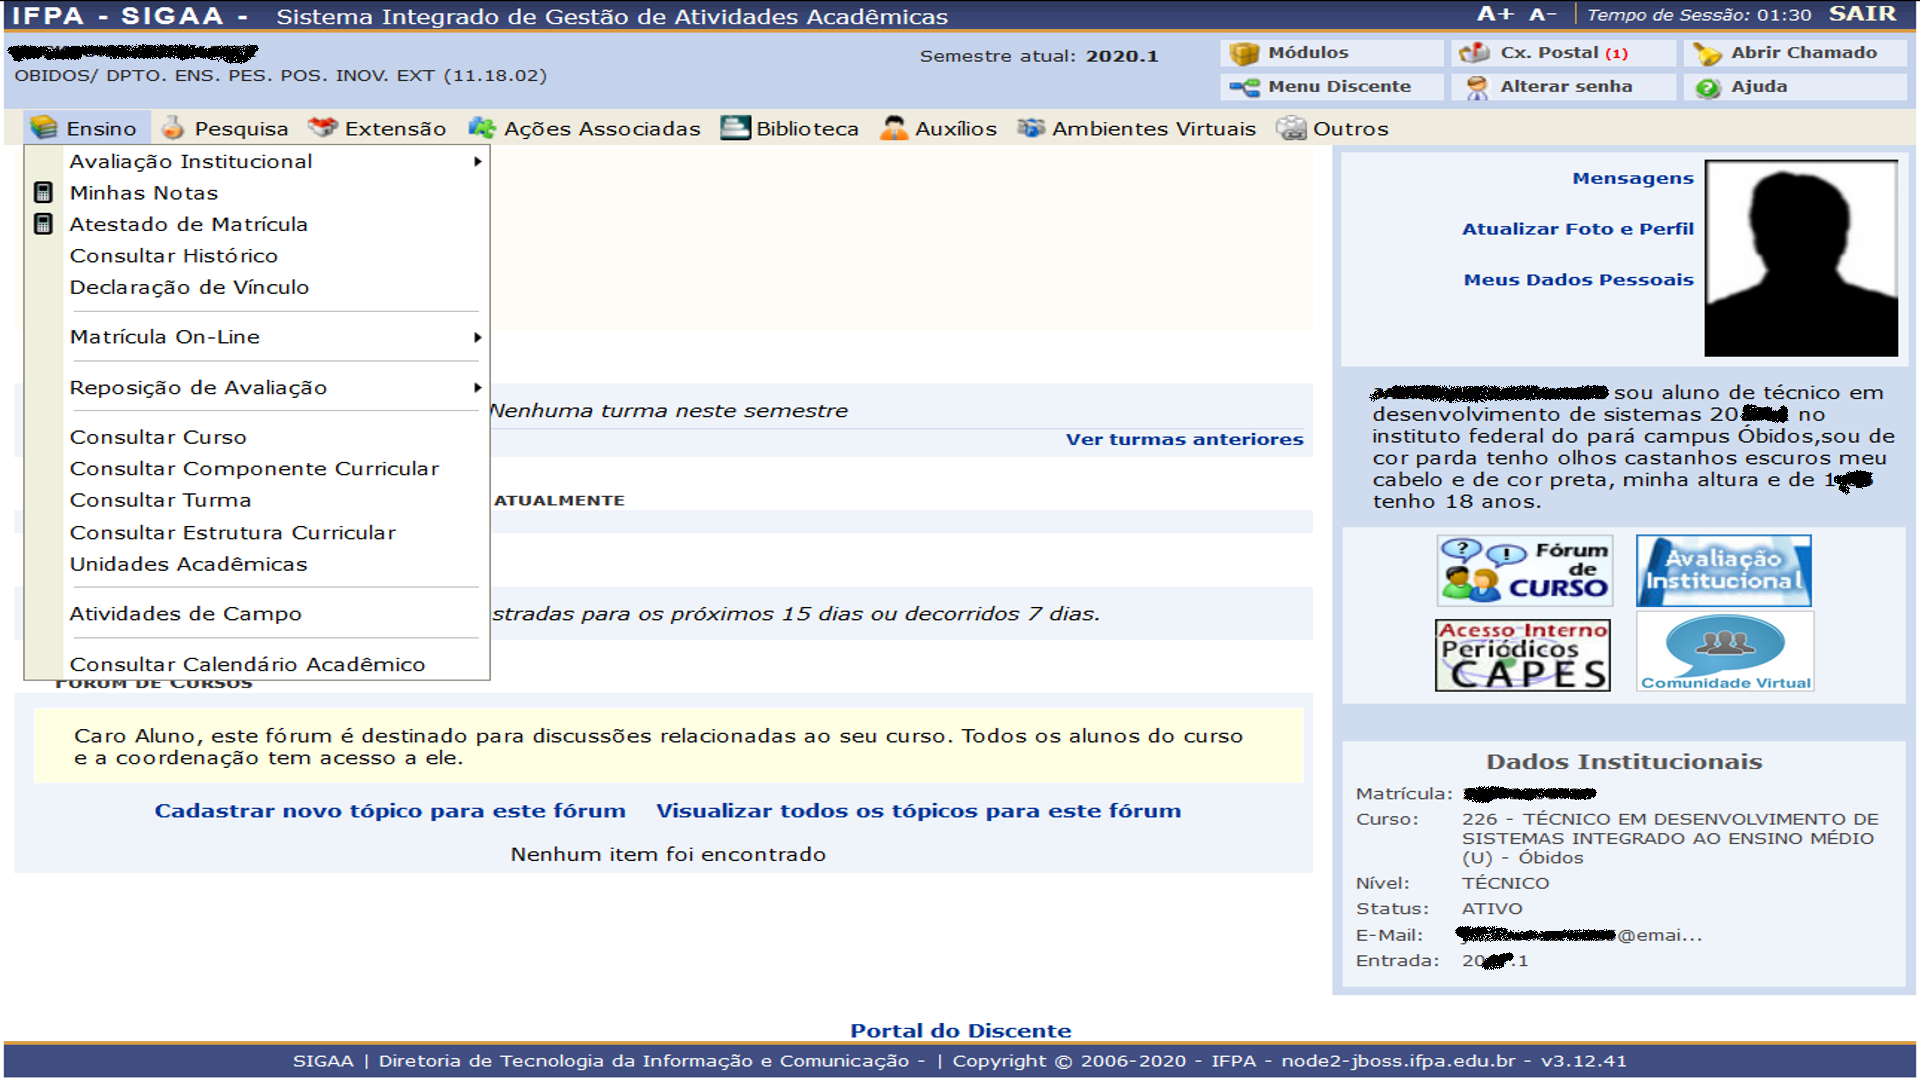 IFPA - SIGAA - Sistema Integrado de Gestão de Atividades Acadêmicas A+ A- Tempo de Sessão: 01:30 SAIR
OBIDOS/ DPTO. ENS. PES. POS. INOV. EXT (11.18.02)
Semestre atual: 2020.1
Módulos Cx. Postal (1) Abrir Chamado
Menu Discente Alterar senha Ajuda
Ensino Pesquisa Extensão Ações Associadas Biblioteca Auxílios Ambientes Virtuais Outros
Avaliação Institucional
Minhas Notas
Atestado de Matrícula
Consultar Histórico
Declaração de Vínculo
Matrícula On-Line
Reposição de Avaliação
Consultar Curso
Consultar Componente Curricular
Consultar Turma
Consultar Estrutura Curricular
Unidades Acadêmicas
Atividades de Campo
Consultar Calendário Acadêmico
Nenhuma turma neste semestre
Ver turmas anteriores
ATUALMENTE
stradas para os próximos 15 dias ou decorridos 7 dias.
FÓRUM DE CURSOS
Caro Aluno, este fórum é destinado para discussões relacionadas ao seu curso. Todos os alunos do curso
e a coordenação tem acesso a ele.
Cadastrar novo tópico para este fórum Visualizar todos os tópicos para este fórum
Nenhum item foi encontrado
Mensagens
Atualizar Foto e Perfil
Meus Dados Pessoais
sou aluno de técnico em
desenvolvimento de sistemas 20 no
instituto federal do pará campus Óbidos,sou de
cor parda tenho olhos castanhos escuros meu
cabelo e de cor preta, minha altura e de 1
tenho 18 anos.
? ! Fórum
de
CURSO
Avaliação
Institucional
Acesso Interno
Periódicos
CAPES
Comunidade Virtual
Dados Institucionais
Matrícula:
Curso: 226 - TÉCNICO EM DESENVOLVIMENTO DE
SISTEMAS INTEGRADO AO ENSINO MÉDIO
(U) - Óbidos
Nível: TÉCNICO
Status: ATIVO
E-Mail: @emai...
Entrada: 20 .1
Portal do Discente
SIGAA | Diretoria de Tecnologia da Informação e Comunicação - | Copyright © 2006-2020 - IFPA - node2-jboss.ifpa.edu.br - v3.12.41